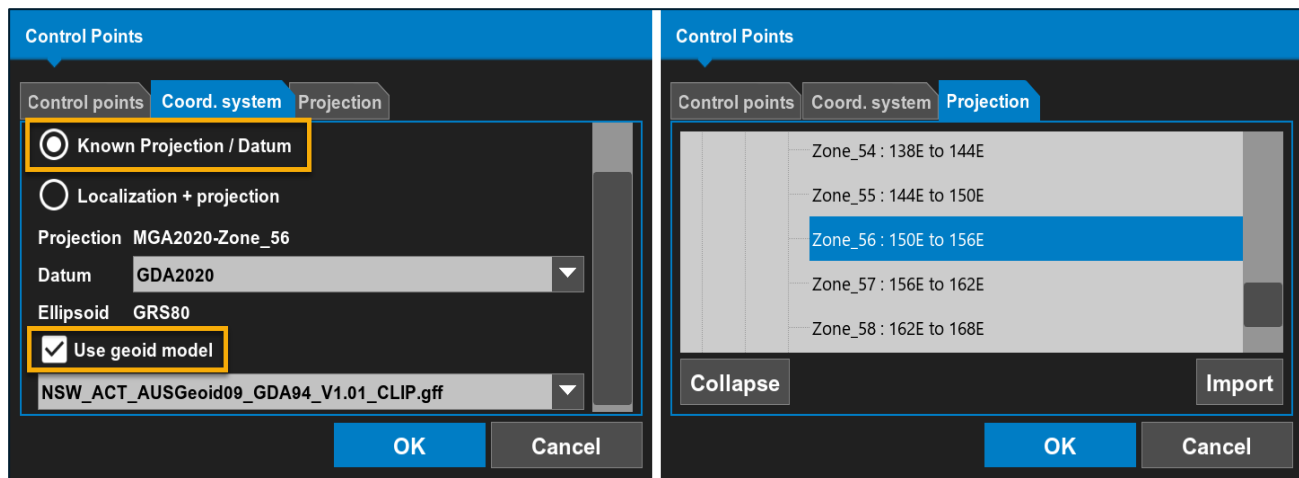 Control Points
Control points Coord. system Projection
Known Projection / Datum
Localization + projection
Projection MGA2020-Zone_56
Datum GDA2020
Ellipsoid GRS80
Use geoid model
NSW_ACT_AUSGeoid09_GDA94_V1.01_CLIP.gff
OK Cancel
Control Points
Control points Coord. system Projection
Zone_54 : 138E to 144E
Zone_55 : 144E to 150E
Zone_56 : 150E to 156E
Zone_57 : 156E to 162E
Zone_58 : 162E to 168E
Collapse Import
OK Cancel